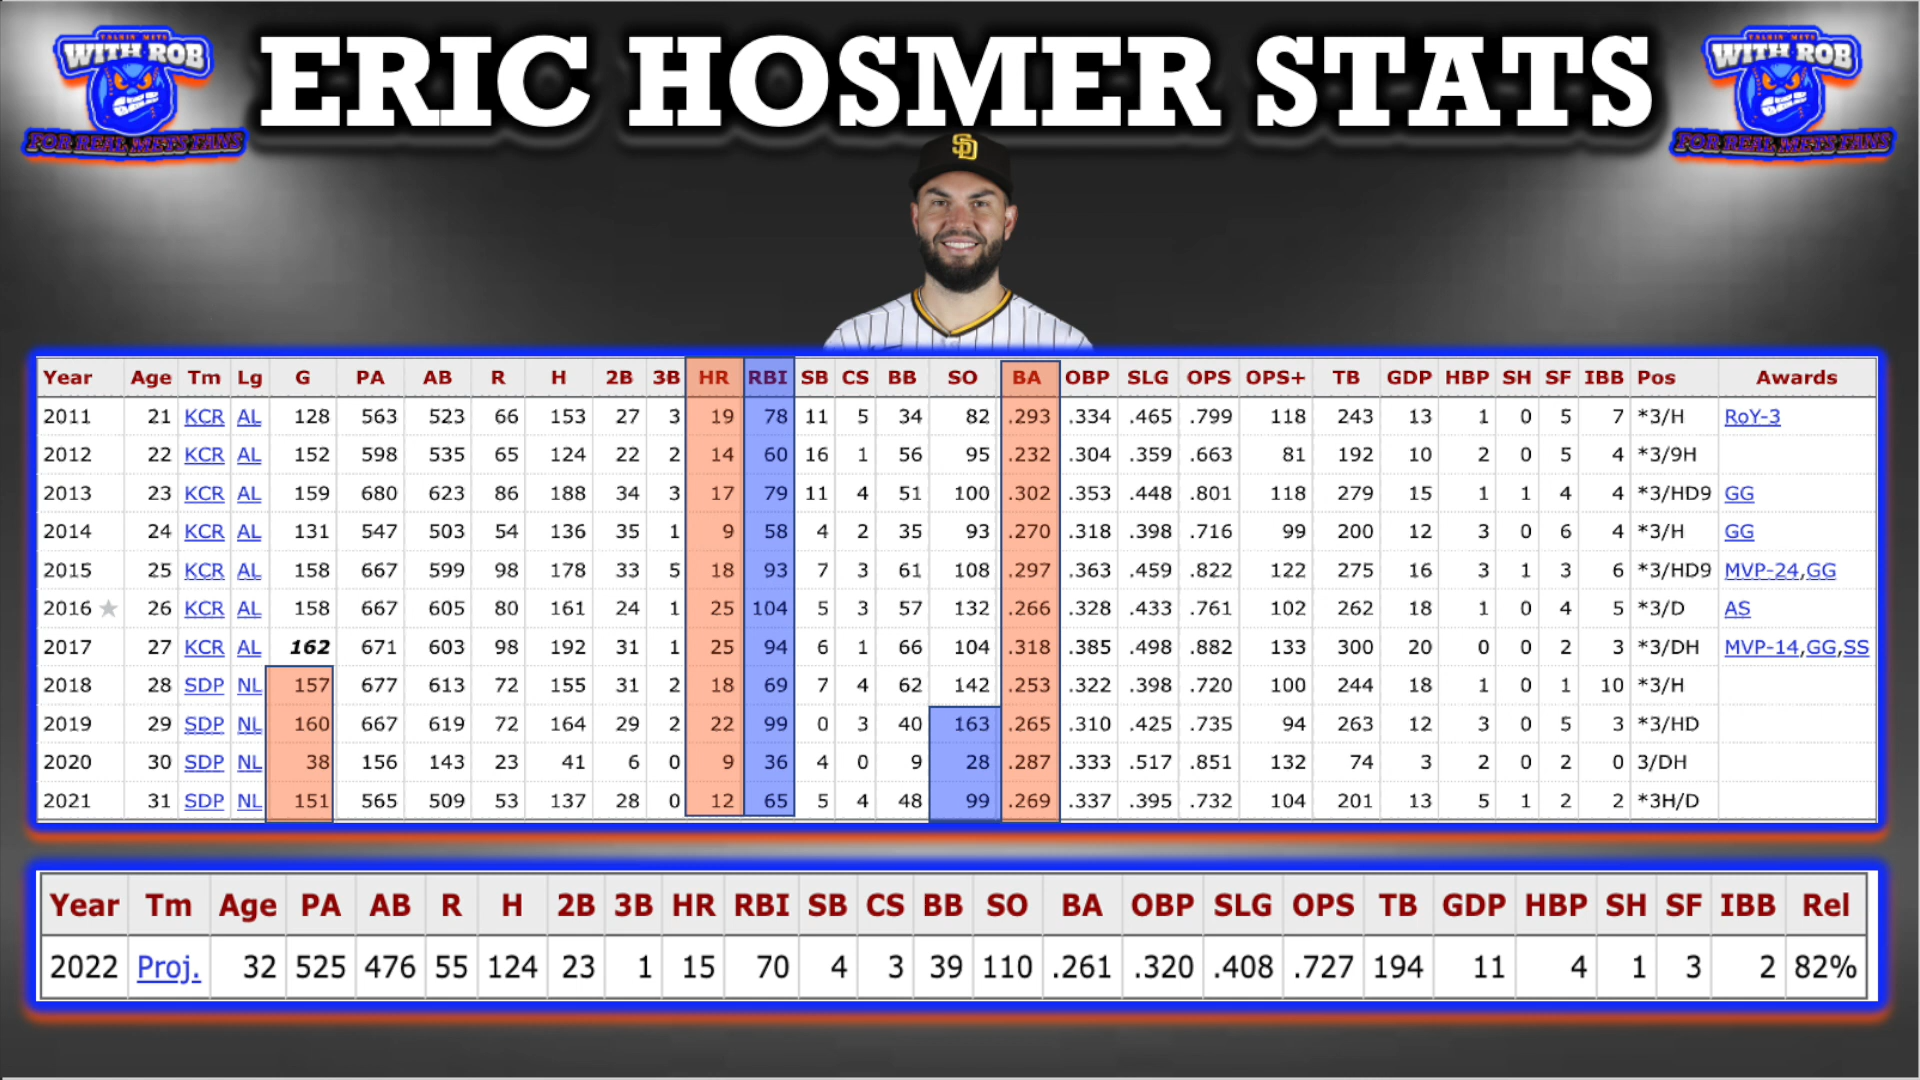 TALKIN' METS
WITH ROB
FOR REAL METS FANS
ERIC HOSMER STATS
TALKIN' METS
WITH ROB
FOR REAL METS FANS
SD
Year Age Tm Lg G PA AB R H 2B 3B HR RBI SB CS BB SO BA OBP SLG OPS OPS+ TB GDP HBP SH SF IBB Pos Awards
2011 21 KCR AL 128 563 523 66 153 27 3 19 78 11 5 34 82 .293 .334 .465 .799 118 243 13 1 0 5 7 *3/H RoY-3
2012 22 KCR AL 152 598 535 65 124 22 2 14 60 16 1 56 95 .232 .304 .359 .663 81 192 10 2 0 5 4 *3/9H
2013 23 KCR AL 159 680 623 86 188 34 3 17 79 11 4 51 100 .302 .353 .448 .801 118 279 15 1 1 4 4 *3/HD9 GG
2014 24 KCR AL 131 547 503 54 136 35 1 9 58 4 2 35 93 .270 .318 .398 .716 99 200 12 3 0 6 4 *3/H GG
2015 25 KCR AL 158 667 599 98 178 33 5 18 93 7 3 61 108 .297 .363 .459 .822 122 275 16 3 1 3 6 *3/HD9 MVP-24,GG
2016 ★ 26 KCR AL 158 667 605 80 161 24 1 25 104 5 3 57 132 .266 .328 .433 .761 102 262 18 1 0 4 5 *3/D AS
2017 27 KCR AL 162 671 603 98 192 31 1 25 94 6 1 66 104 .318 .385 .498 .882 133 300 20 0 0 2 3 *3/DH MVP-14,GG,SS
2018 28 SDP NL 157 677 613 72 155 31 2 18 69 7 4 62 142 .253 .322 .398 .720 100 244 18 1 0 1 10 *3/H
2019 29 SDP NL 160 667 619 72 164 29 2 22 99 0 3 40 163 .265 .310 .425 .735 94 263 12 3 0 5 3 *3/HD
2020 30 SDP NL 38 156 143 23 41 6 0 9 36 4 0 9 28 .287 .333 .517 .851 132 74 3 2 0 2 0 3/DH
2021 31 SDP NL 151 565 509 53 137 28 0 12 65 5 4 48 99 .269 .337 .395 .732 104 201 13 5 1 2 2 *3H/D
Year Tm Age PA AB R H 2B 3B HR RBI SB CS BB SO BA OBP SLG OPS TB GDP HBP SH SF IBB Rel
2022 Proj. 32 525 476 55 124 23 1 15 70 4 3 39 110 .261 .320 .408 .727 194 11 4 1 3 2 82%